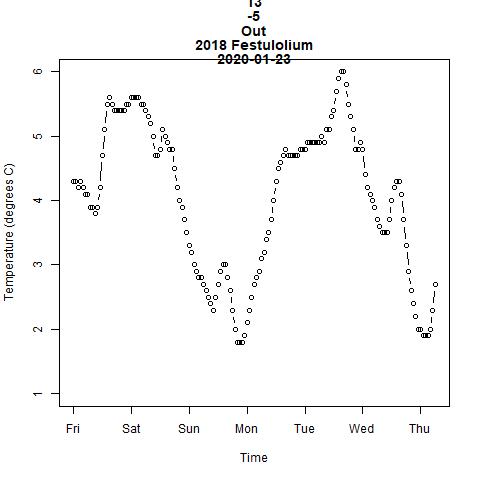 13
-5
Out
2018 Festulolium
2020-01-23
Temperature (degrees C)
6
5
4
3
2
1
Fri Sat Sun Mon Tue Wed Thu
Time